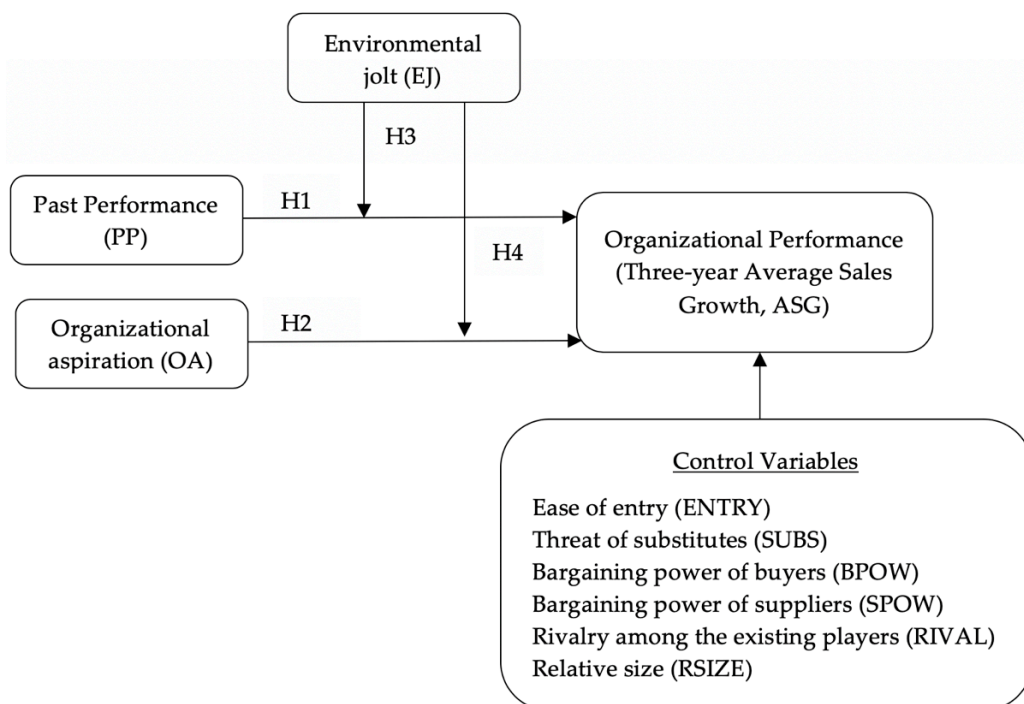 Environmental
jolt (EJ)
H3
Past Performance
(PP)
H1
Organizational Performance
(Three-year Average Sales
Growth, ASG)
H4
Organizational
aspiration (OA)
H2
Control Variables
Ease of entry (ENTRY)
Threat of substitutes (SUBS)
Bargaining power of buyers (BPOW)
Bargaining power of suppliers (SPOW)
Rivalry among the existing players (RIVAL)
Relative size (RSIZE)